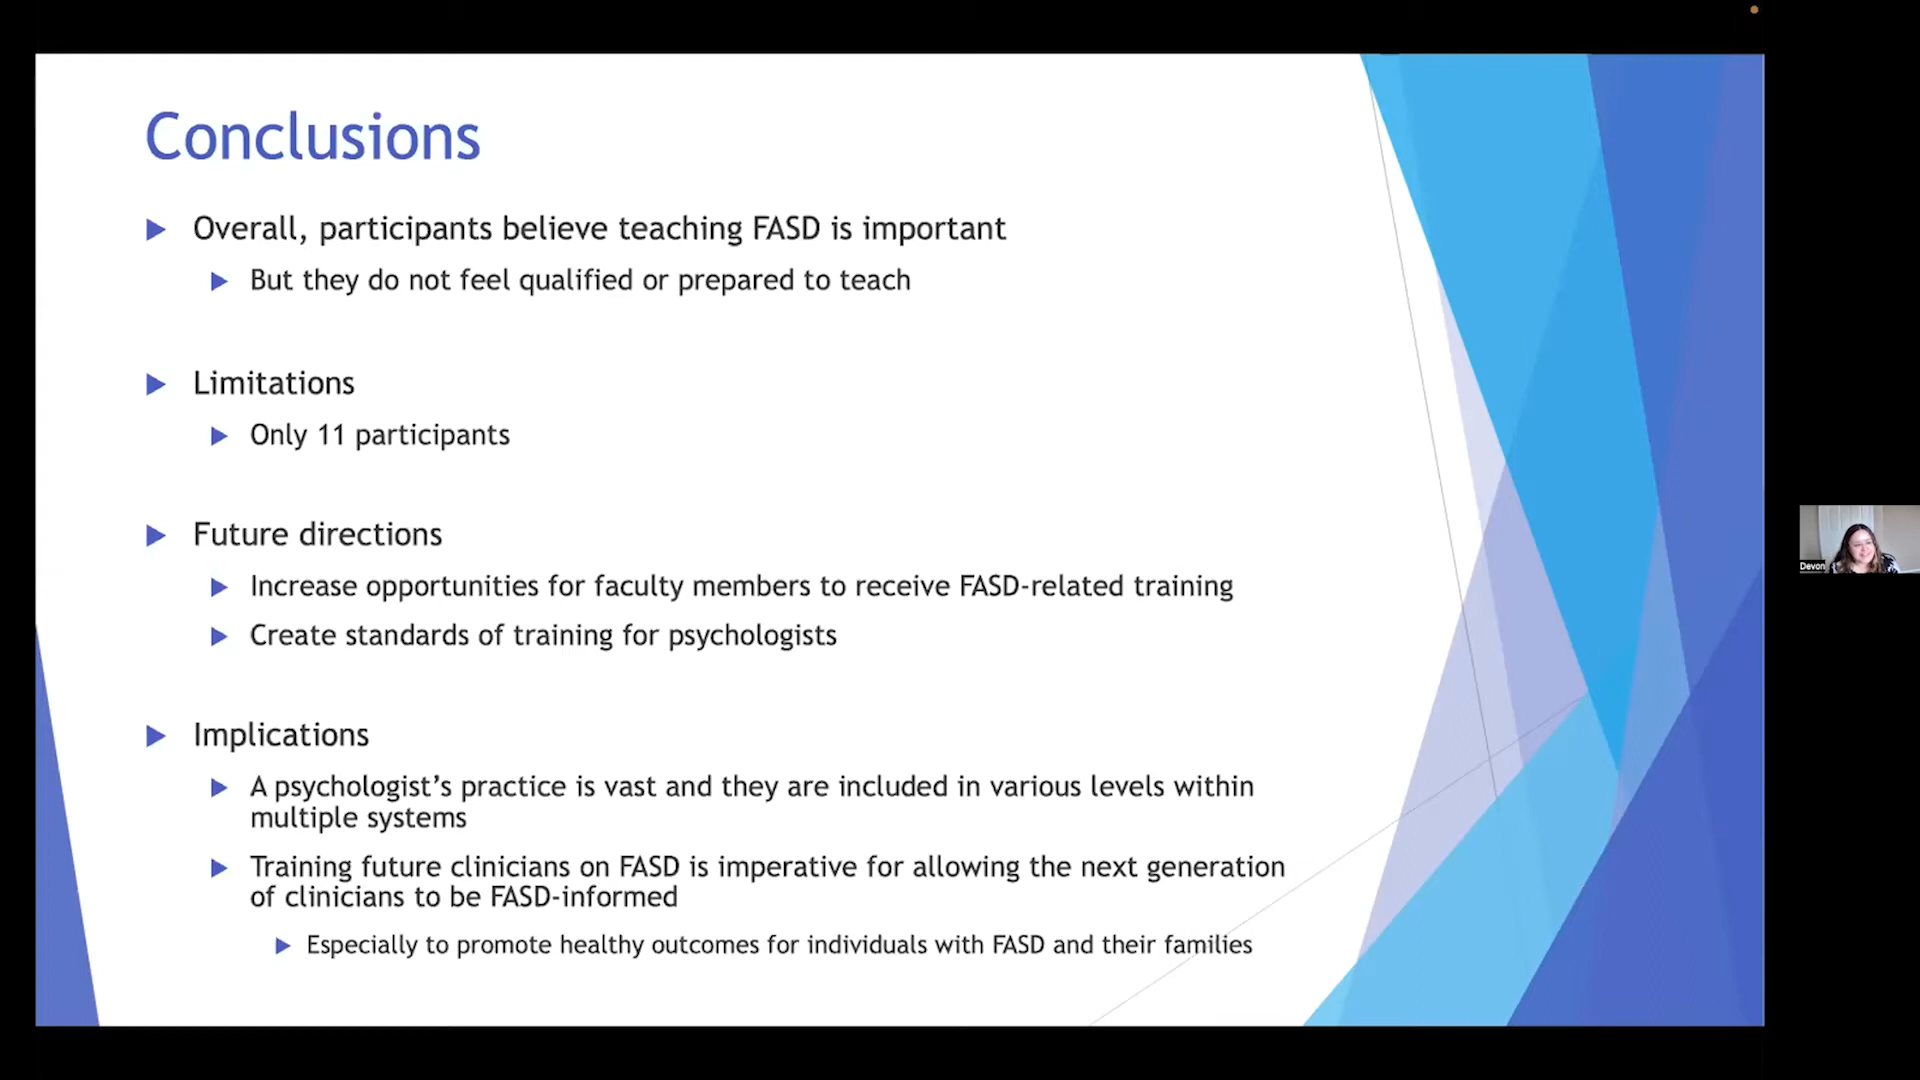 Conclusions
Overall, participants believe teaching FASD is important
But they do not feel qualified or prepared to teach
Limitations
Only 11 participants
Future directions
Increase opportunities for faculty members to receive FASD-related training
Create standards of training for psychologists
Implications
A psychologist’s practice is vast and they are included in various levels within
multiple systems
Training future clinicians on FASD is imperative for allowing the next generation
of clinicians to be FASD-informed
Especially to promote healthy outcomes for individuals with FASD and their families
Devon